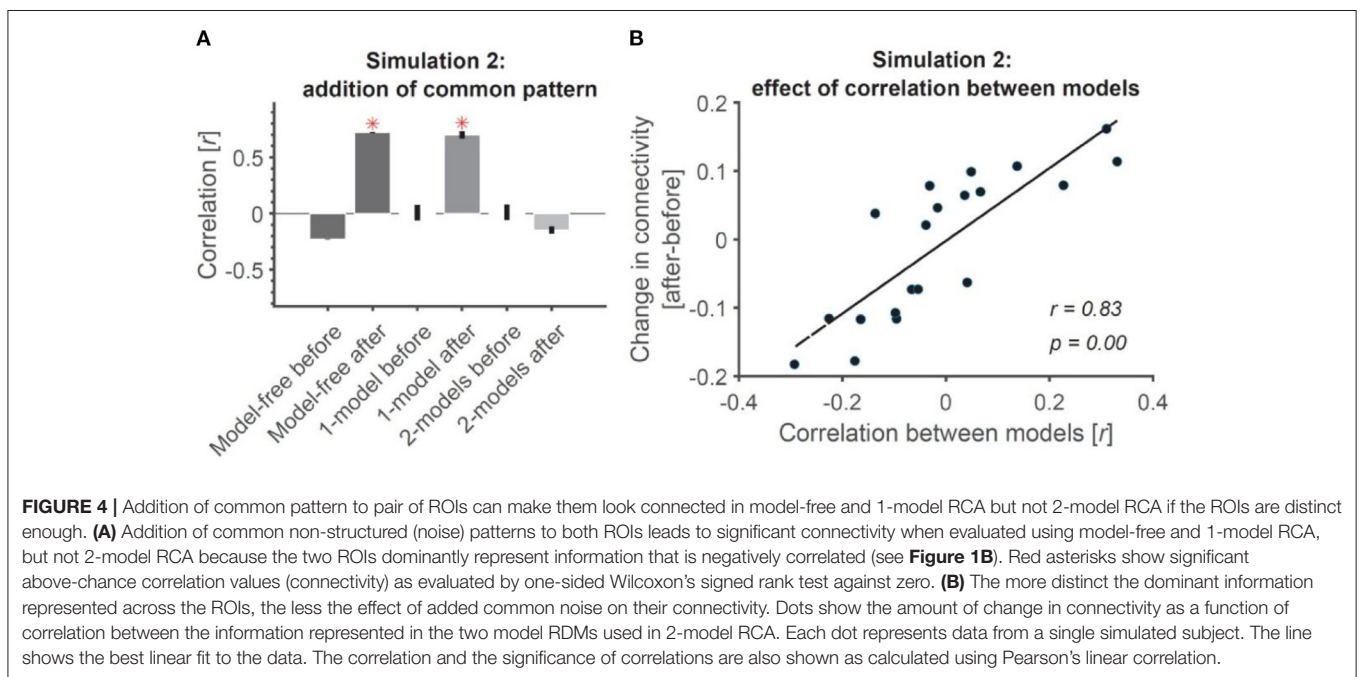 A
Simulation 2:
addition of common pattern
Correlation [r]
0.5
0
-0.5
*
*
Model-free before
Model-free after
1-model before
1-model after
2-models before
2-models after
B
Simulation 2:
effect of correlation between models
Change in connectivity
[after-before]
0.2
0.1
0
-0.1
-0.2
r = 0.83
p = 0.00
-0.4
-0.2
0
0.2
0.4
Correlation between models [r]
FIGURE 4 | Addition of common pattern to pair of ROIs can make them look connected in model-free and 1-model RCA but not 2-model RCA if the ROIs are distinct
enough. (A) Addition of common non-structured (noise) patterns to both ROIs leads to significant connectivity when evaluated using model-free and 1-model RCA,
but not 2-model RCA because the two ROIs dominantly represent information that is negatively correlated (see Figure 1B). Red asterisks show significant
above-chance correlation values (connectivity) as evaluated by one-sided Wilcoxon's signed rank test against zero. (B) The more distinct the dominant information
represented across the ROIs, the less the effect of added common noise on their connectivity. Dots show the amount of change in connectivity as a function of
correlation between the information represented in the two model RDMs used in 2-model RCA. Each dot represents data from a single simulated subject. The line
shows the best linear fit to the data. The correlation and the significance of correlations are also shown as calculated using Pearson's linear correlation.